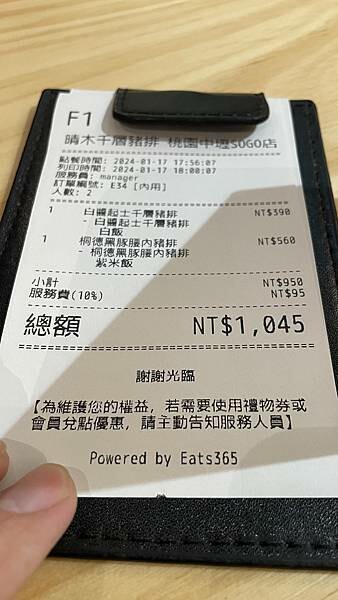 F1
晴木千層豬排 桃園中壢SOGO店
點餐時間: 2024-01-17 17:56:07
列印時間: 2024-01-17 18:00:07
服務員: manager
訂單編號: E34 [內用]
人數: 2
1 白醬起士千層豬排 NT$390
- 白醬起士千層豬排
白飯
1 桐德黑豚腰內豬排 NT$560
- 桐德黑豚腰內豬排
紫米飯
小計 NT$950
服務費(10%) NT$95
總額 NT$1,045
謝謝光臨
【為維護您的權益, 若需要使用禮物券或
會員兌點優惠, 請主動告知服務人員】
Powered by Eats365